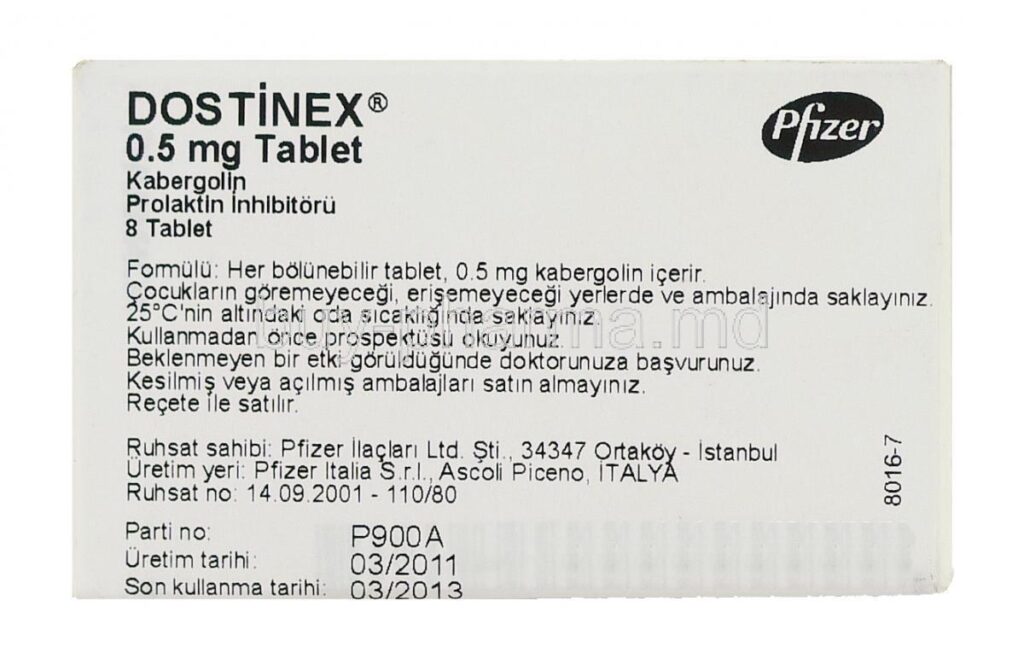 DOSTİNEX®
Pfizer
0.5 mg Tablet
Kabergolin
Prolaktin İnhibitörü
8 Tablet
Formülü: Her bölünebilir tablet, 0.5 mg kabergolin içerir.
Çocukların göremeyeceği, erişemeyeceği yerlerde ve ambalajında saklayınız.
25°C'nin altındaki oda sıcaklığında saklayınız.
buy-pharma.md
Kullanmadan önce prospektüsü okuyunuz.
Beklenmeyen bir etki görüldüğünde doktorunuza başvurunuz.
Kesilmiş veya açılmış ambalajları satın almayınız.
Reçete ile satılır.
Ruhsat sahibi: Pfizer İlaçları Ltd. Şti., 34347 Ortaköy - İstanbul
Üretim yeri: Pfizer Italia S.r.l., Ascoli Piceno, İTALYA
Ruhsat no: 14.09.2001 - 110/80
8016-7
Parti no: P900A
Üretim tarihi: 03/2011
Son kullanma tarihi: 03/2013